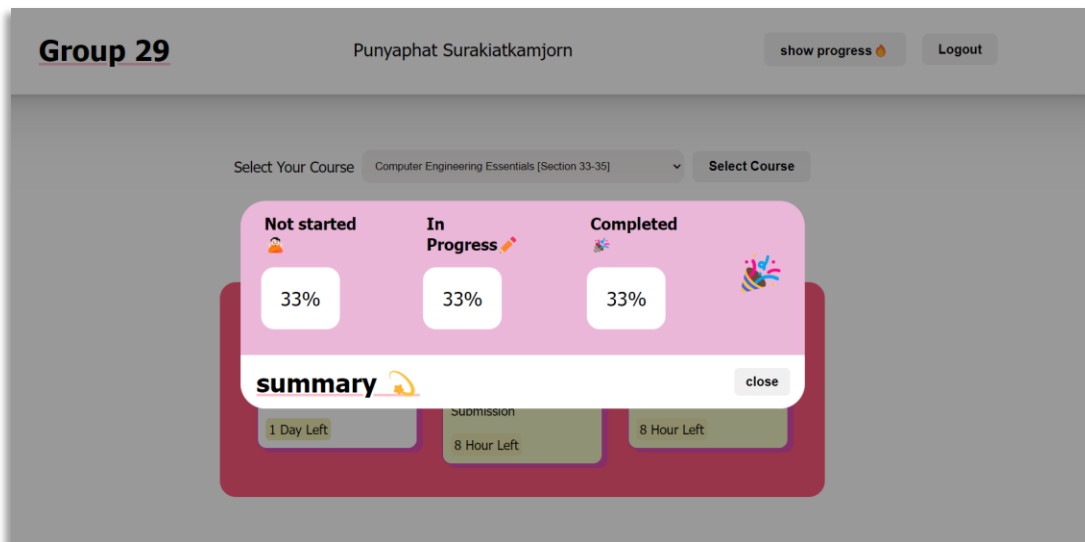 Group 29
Punyaphat Surakiatkamjorn
show progress🔥
Logout
Select Your Course
Computer Engineering Essentials [Section 33-35]
Select Course
Not started
🙍🏻
In
Progress✏️
Completed
🎉
33%
33%
33%
🎉
summary 💫
close
1 Day Left
Submission
8 Hour Left
8 Hour Left